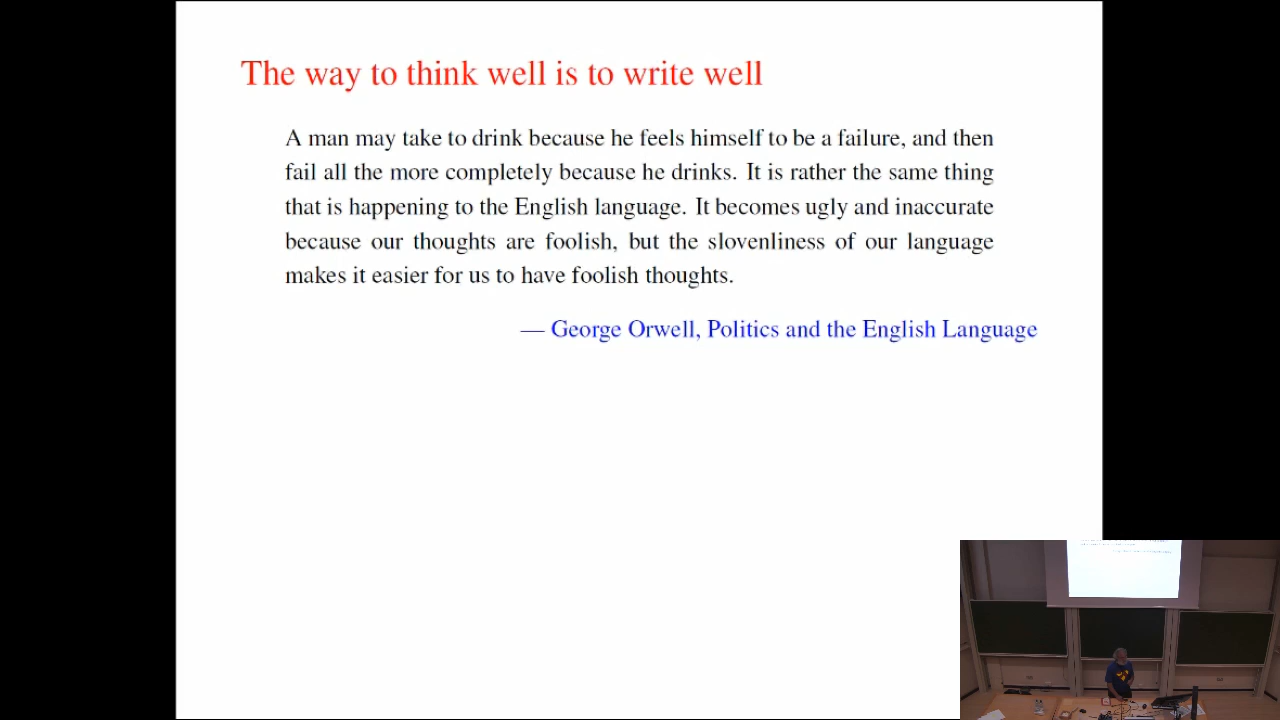 The way to think well is to write well
A man may take to drink because he feels himself to be a failure, and then
fail all the more completely because he drinks. It is rather the same thing
that is happening to the English language. It becomes ugly and inaccurate
because our thoughts are foolish, but the slovenliness of our language
makes it easier for us to have foolish thoughts.
— George Orwell, Politics and the English Language